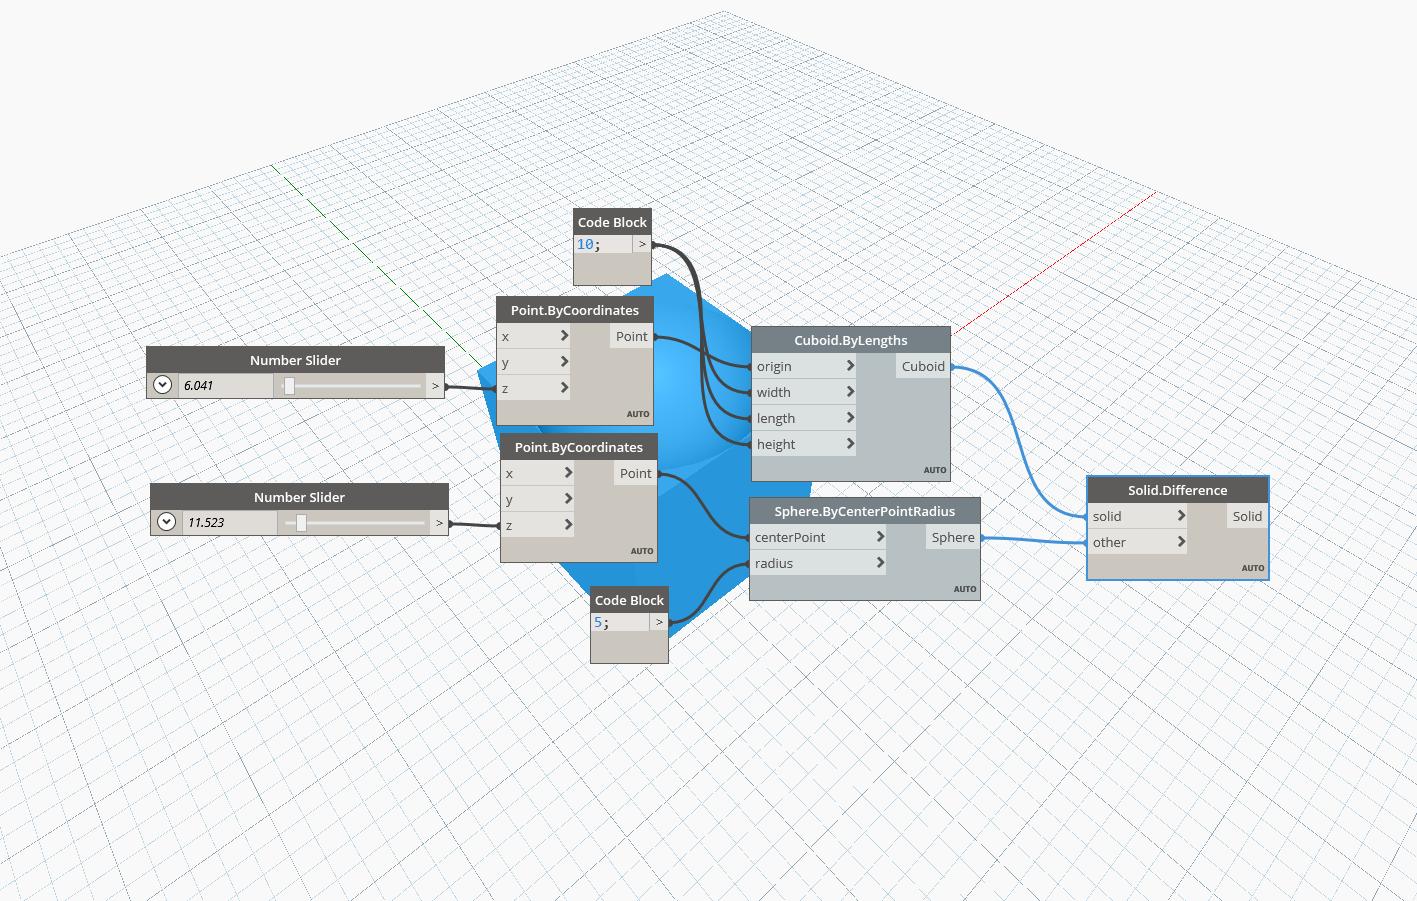 Code Block
10;
>
Point.ByCoordinates
x
Point
y
z
AUTO
Number Slider
6.041
>
Cuboid.ByLengths
origin
Cuboid
width
length
height
AUTO
Point.ByCoordinates
x
Point
y
z
AUTO
Number Slider
11.523
>
Sphere.ByCenterPointRadius
centerPoint
Sphere
radius
AUTO
Solid.Difference
solid
Solid
other
AUTO
Code Block
5;
>